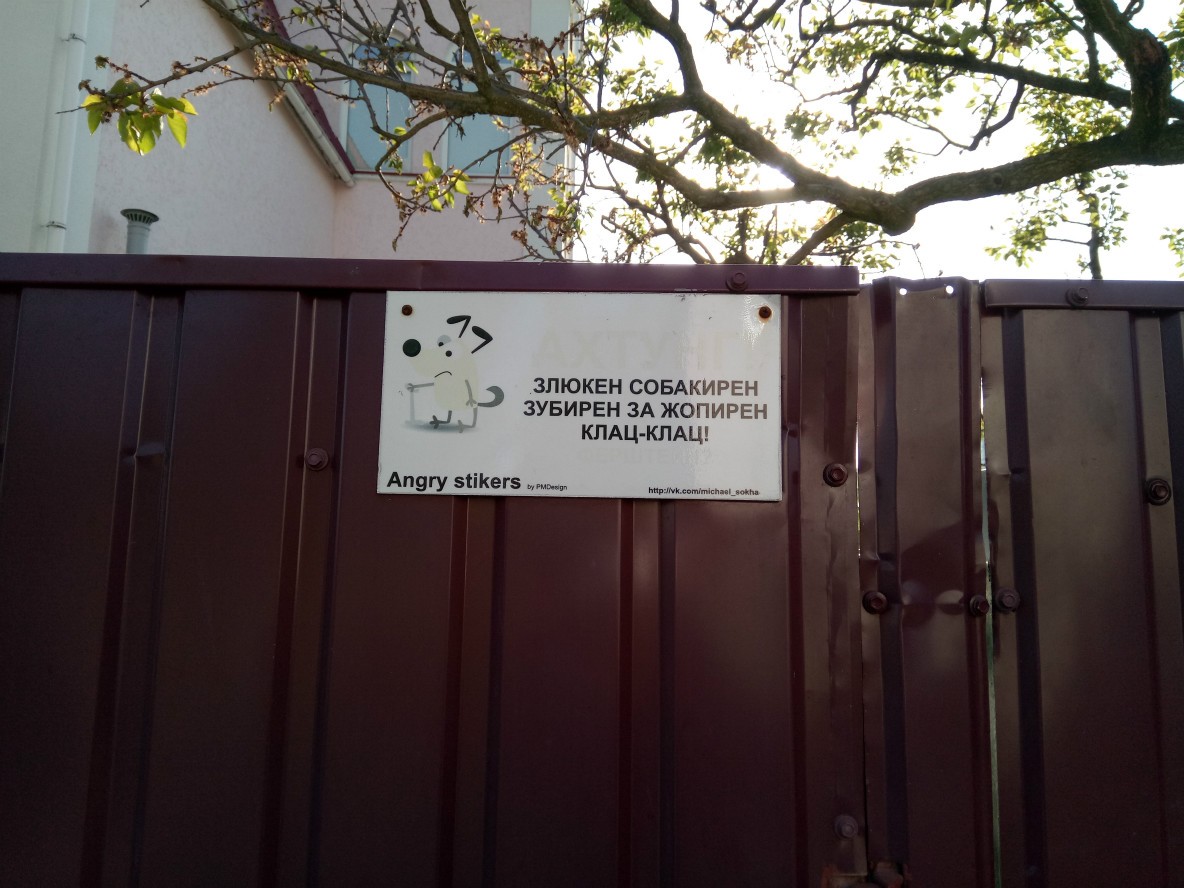 АХТУНГ!
ЗЛЮКЕН СОБАКИРЕН
ЗУБИРЕН ЗА ЖОПИРЕН
КЛАЦ-КЛАЦ!
Angry stikers by PMDesign
http://vk.com/michael_sokha